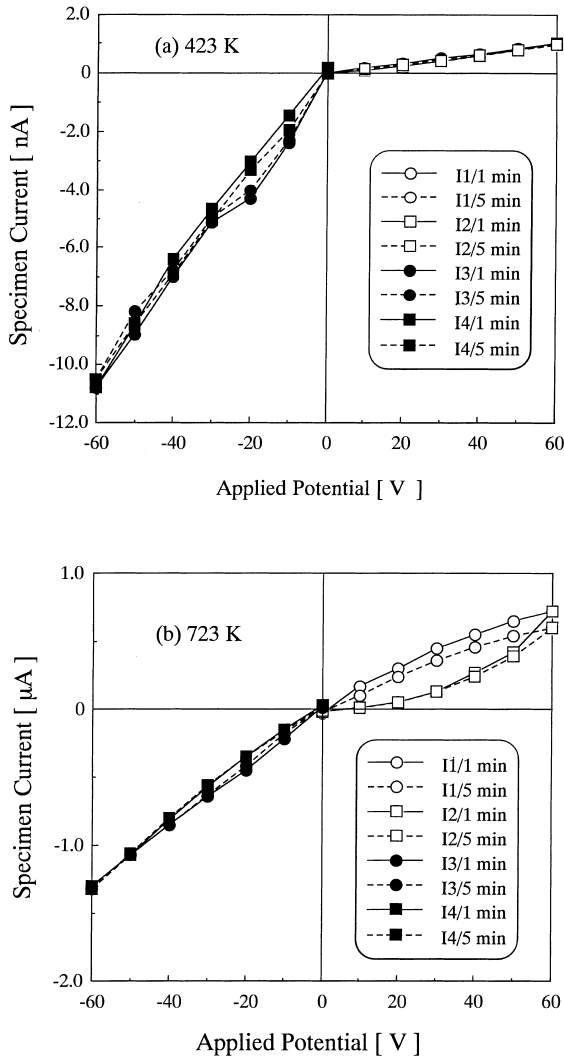 (a) 423 K
0
-2.0
-4.0
-6.0
-8.0
-10.0
-12.0
Specimen Current [ nA ]
I1/1 min
I1/5 min
I2/1 min
I2/5 min
I3/1 min
I3/5 min
I4/1 min
I4/5 min
-60 -40 -20 0 20 40 60
Applied Potential [ V ]
1.0
(b) 723 K
0
-1.0
-2.0
Specimen Current [ μA ]
I1/1 min
I1/5 min
I2/1 min
I2/5 min
I3/1 min
I3/5 min
I4/1 min
I4/5 min
-60 -40 -20 0 20 40 60
Applied Potential [ V ]